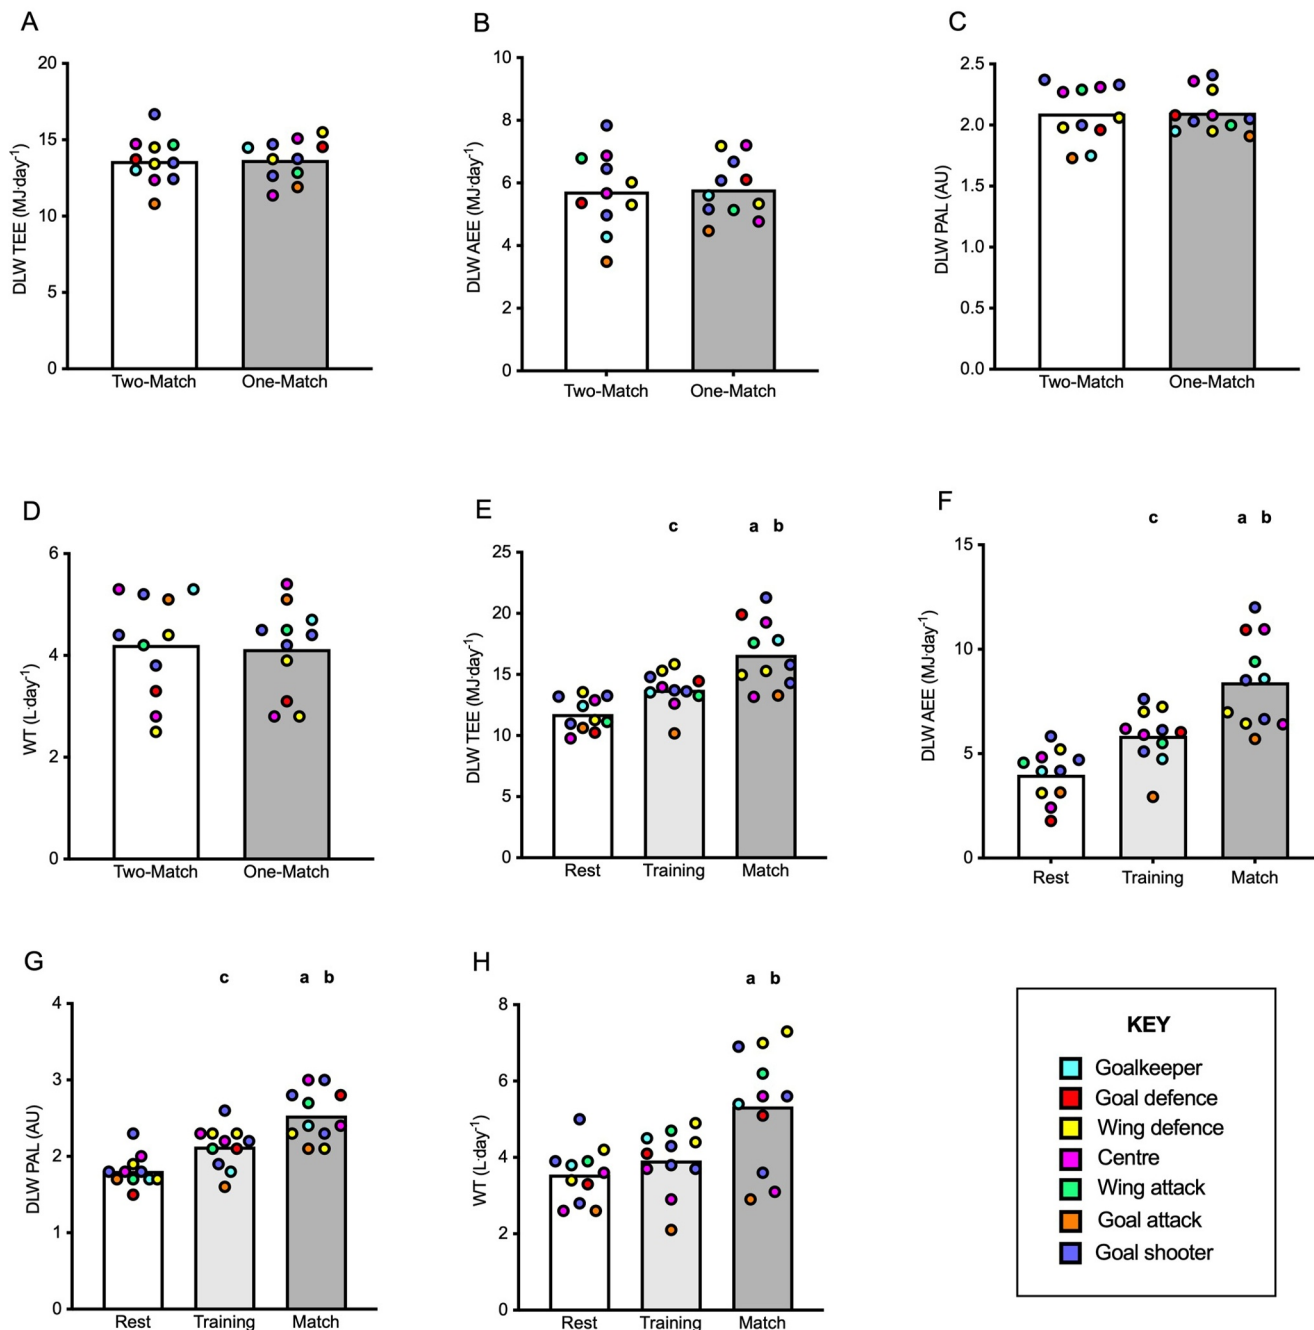 A
DLW TEE (MJ·day⁻¹)
20
15
10
5
0
Two-Match One-Match
B
DLW AEE (MJ·day⁻¹)
10
8
6
4
2
0
Two-Match One-Match
C
DLW PAL (AU)
2.5
2.0
1.5
1.0
0.5
0.0
Two-Match One-Match
D
WT (L·day⁻¹)
6
4
2
0
Two-Match One-Match
E
c a b
DLW TEE (MJ·day⁻¹)
25
20
15
10
5
0
Rest Training Match
F
c a b
DLW AEE (MJ·day⁻¹)
15
10
5
0
Rest Training Match
G
c a b
DLW PAL (AU)
4
3
2
1
0
Rest Training Match
H
a b
WT (L·day⁻¹)
8
6
4
2
0
Rest Training Match
KEY
Goalkeeper
Goal defence
Wing defence
Centre
Wing attack
Goal attack
Goal shooter